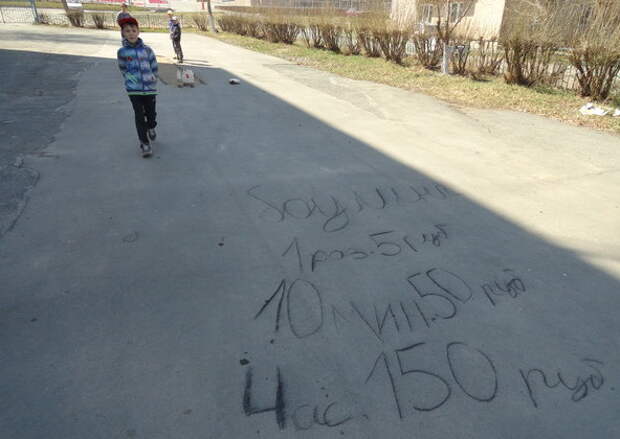 Боулинг
1 раз. 5 руб
10 мин. 50 руб
Час. 150 руб.